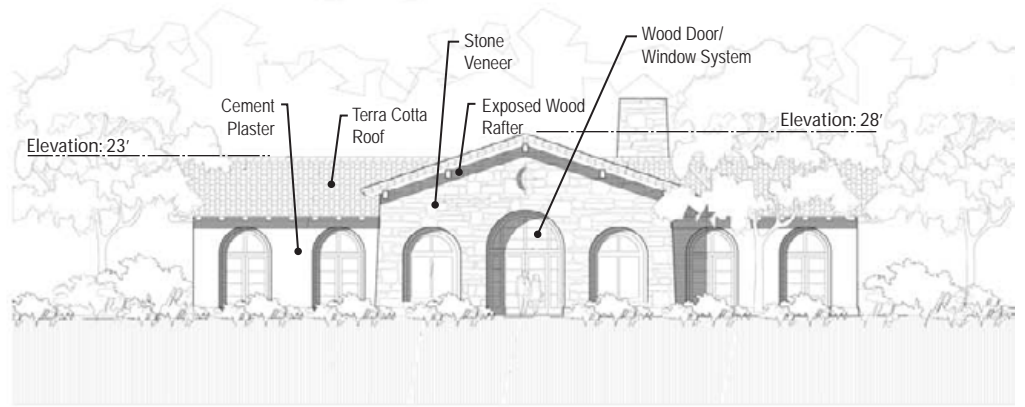 Stone
Veneer
Wood Door/
Window System
Cement
Plaster
Terra Cotta
Roof
Exposed Wood
Rafter
Elevation: 28'
Elevation: 23'